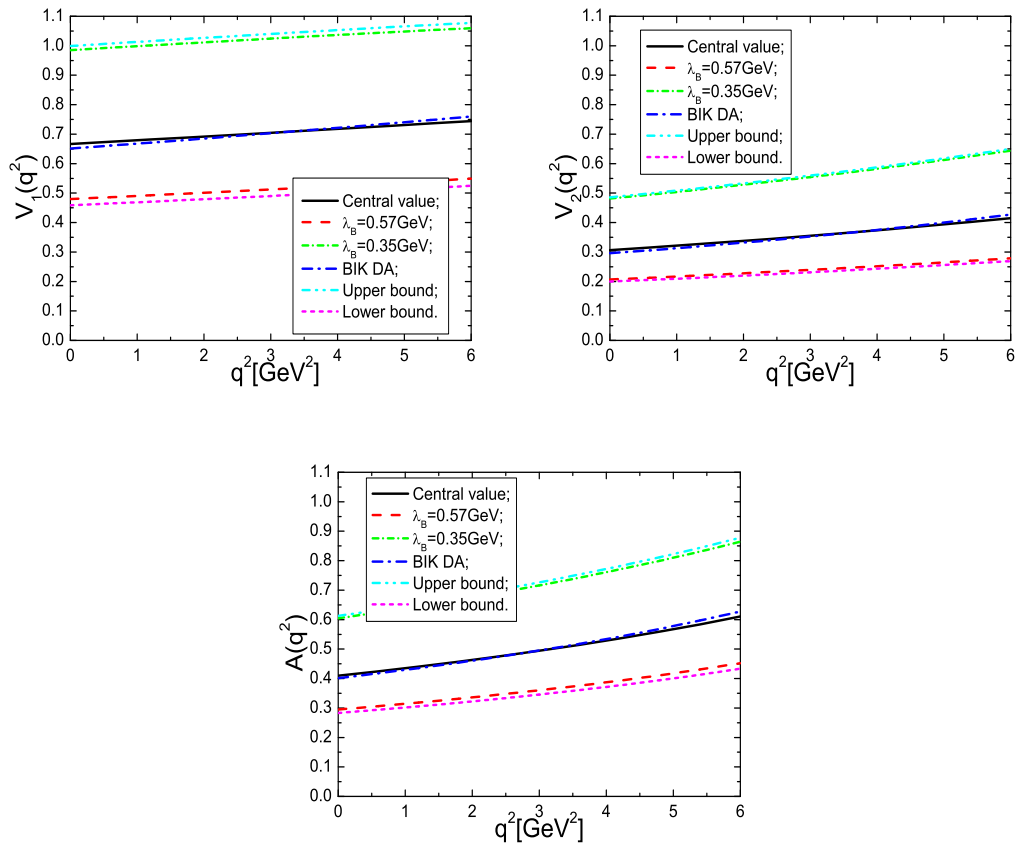 V₁(q²)
1.1
1.0
0.9
0.8
0.7
0.6
0.5
0.4
0.3
0.2
0.1
0.0
0 1 2 3 4 5 6
q²[GeV²]
Central value;
λ_B=0.57GeV;
λ_B=0.35GeV;
BIK DA;
Upper bound;
Lower bound.
V₂(q²)
1.1
1.0
0.9
0.8
0.7
0.6
0.5
0.4
0.3
0.2
0.1
0.0
0 1 2 3 4 5 6
q²[GeV²]
Central value;
λ_B=0.57GeV;
λ_B=0.35GeV;
BIK DA;
Upper bound;
Lower bound.
A(q²)
1.1
1.0
0.9
0.8
0.7
0.6
0.5
0.4
0.3
0.2
0.1
0.0
0 1 2 3 4 5 6
q²[GeV²]
Central value;
λ_B=0.57GeV;
λ_B=0.35GeV;
BIK DA;
Upper bound;
Lower bound.